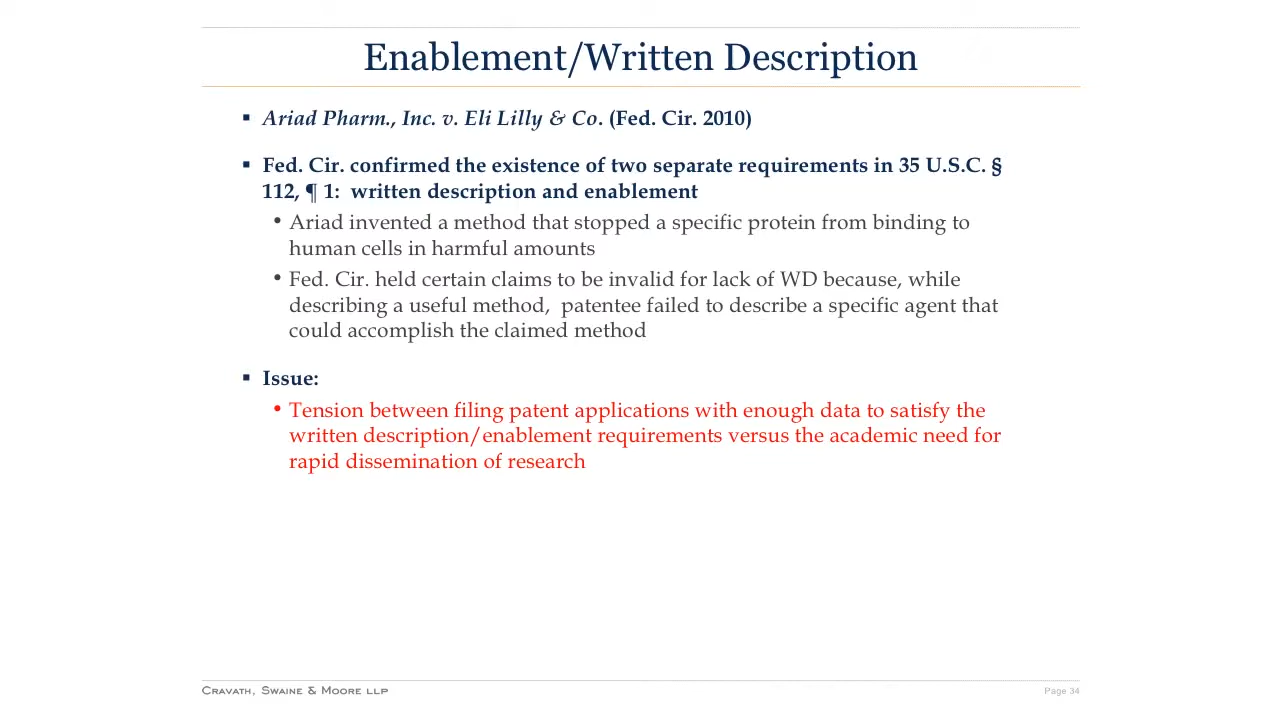 Enablement/Written Description
▪ Ariad Pharm., Inc. v. Eli Lilly & Co. (Fed. Cir. 2010)
▪ Fed. Cir. confirmed the existence of two separate requirements in 35 U.S.C. §
112, ¶ 1:  written description and enablement
• Ariad invented a method that stopped a specific protein from binding to
human cells in harmful amounts
• Fed. Cir. held certain claims to be invalid for lack of WD because, while
describing a useful method,  patentee failed to describe a specific agent that
could accomplish the claimed method
▪ Issue:
• Tension between filing patent applications with enough data to satisfy the
written description/enablement requirements versus the academic need for
rapid dissemination of research
Cravath, Swaine & Moore LLP
Page 34